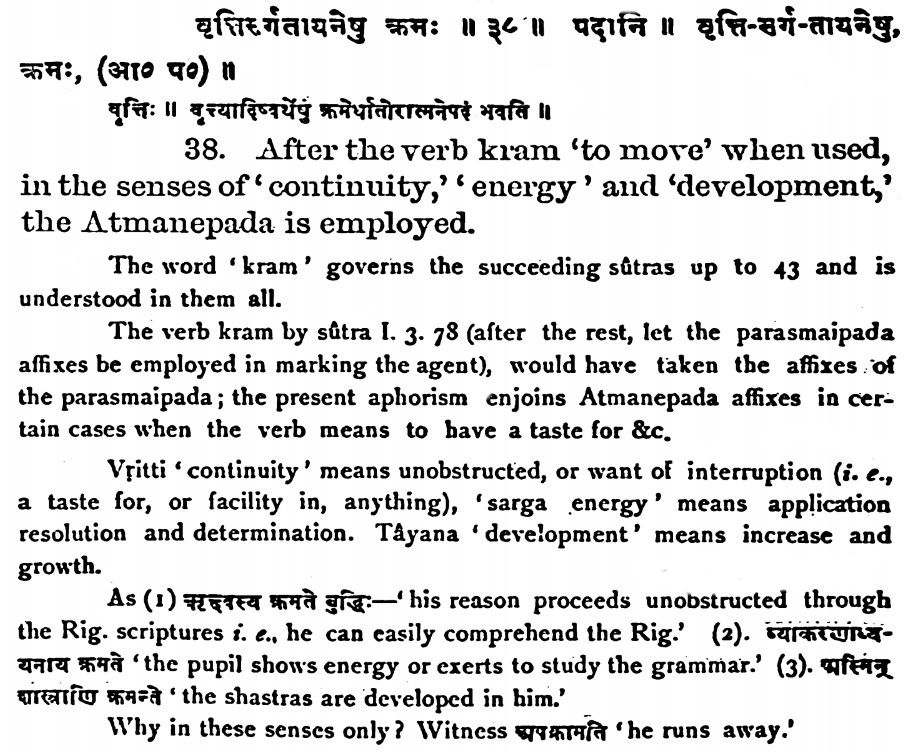 वृत्तिसर्गतायनेषु क्रमः ॥ ३८ ॥ पदानि ॥ वृत्ति-सर्ग-तायनेषु,
क्रमः, (आ० प०) ॥
वृत्तिः ॥ वृत्त्यादिष्वर्थेषु क्रमेर्धातोरात्मनेपदं भवति ॥
38. After the verb kram ‘to move’ when used,
in the senses of ‘continuity,’ ‘energy’ and ‘development,’
the Atmanepada is employed.
The word ‘kram’ governs the succeeding sûtras up to 43 and is
understood in them all.
The verb kram by sûtra I. 3. 78 (after the rest, let the parasmaipada
affixes be employed in marking the agent), would have taken the affixes of
the parasmaipada; the present aphorism enjoins Atmanepada affixes in cer-
tain cases when the verb means to have a taste for &c.
Vṛitti ‘continuity’ means unobstructed, or want of interruption (i. e.,
a taste for, or facility in, anything), ‘sarga energy’ means application
resolution and determination. Tâyana ‘development’ means increase and
growth.
As (1) ऋक्ष्वस्य क्रमते बुद्धिः—‘his reason proceeds unobstructed through
the Rig. scriptures i. e., he can easily comprehend the Rig.’ (2). व्याकरणाध्य-
यनाय क्रमते ‘the pupil shows energy or exerts to study the grammar.’ (3). अस्मिन्
शास्त्राणि क्रमन्ते ‘the shastras are developed in him.’
Why in these senses only? Witness अपक्रामति ‘he runs away.’